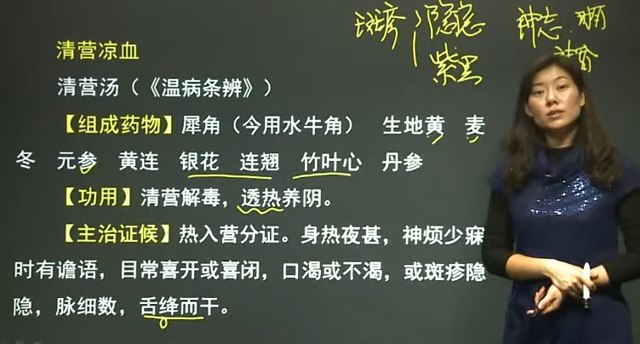 斑疹 隐隐 神志
紫黑
清营凉血
清营汤（《温病条辨》）
【组成药物】犀角（今用水牛角） 生地黄 麦
冬 元参 黄连 银花 连翘 竹叶心 丹参
【功用】清营解毒，透热养阴。
【主治证候】热入营分证。身热夜甚，神烦少寐
时有谵语，目常喜开或喜闭，口渴或不渴，或斑疹隐
隐，脉细数，舌绛而干。